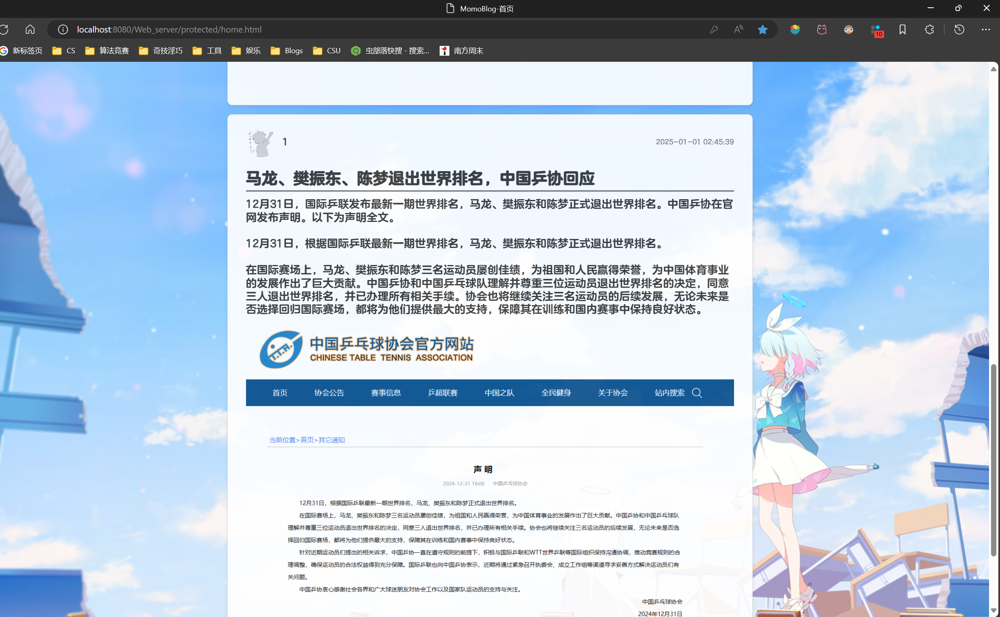 MomoBlog-首页
localhost:8080/Web_server/protected/home.html
10
新标签页 CS 算法竞赛 奇技淫巧 工具 娱乐 Blogs CSU 虫部落快搜 - 搜索... 南方周末
1
2025-01-01 02:45:39
马龙、樊振东、陈梦退出世界排名，中国乒协回应
12月31日，国际乒联发布最新一期世界排名，马龙、樊振东和陈梦正式退出世界排名。中国乒协在官
网发布声明。以下为声明全文。
12月31日，根据国际乒联最新一期世界排名，马龙、樊振东和陈梦正式退出世界排名。
在国际赛场上，马龙、樊振东和陈梦三名运动员屡创佳绩，为祖国和人民赢得荣誉，为中国体育事业
的发展作出了巨大贡献。中国乒协和中国乒乓球队理解并尊重三位运动员退出世界排名的决定，同意
三人退出世界排名，并已办理所有相关手续。协会也将继续关注三名运动员的后续发展，无论未来是
否选择回归国际赛场，都将为他们提供最大的支持，保障其在训练和国内赛事中保持良好状态。
T.T.A.
中国乒乓球协会官方网站
CHINESE TABLE TENNIS ASSOCIATION
首页 协会公告 赛事信息 乒超联赛 中国之队 全民健身 关于协会 站内搜索
当前位置>首页>其它通知
声 明
2024-12-31 16:06 中国乒乓球协会
12月31日，根据国际乒联最新一期世界排名，马龙、樊振东和陈梦正式退出世界排名。
在国际赛场上，马龙、樊振东和陈梦三名运动员屡创佳绩，为祖国和人民赢得荣誉，为中国体育事业的发展作出了巨大贡献。中国乒协和中国乒乓球队
理解并尊重三位运动员退出世界排名的决定，同意三人退出世界排名，并已办理所有相关手续。协会也将继续关注三名运动员的后续发展，无论未来是否选
择回归国际赛场，都将为他们提供最大的支持，保障其在训练和国内赛事中保持良好状态。
针对近期运动员们提出的相关诉求，中国乒协一直在遵守规则的前提下，积极与国际乒联和WTT世界乒联等国际组织保持沟通协调，推动竞赛规则的合
理调整，确保运动员的合法权益得到充分保障。国际乒联也向中国乒协表示，近期将通过紧急召开执委会、成立工作组等渠道寻求妥善方式解决运动员们有
关问题。
中国乒协衷心感谢社会各界和广大球迷朋友对协会工作以及国家队运动员的支持与关注。
中国乒乓球协会
2024年12月31日